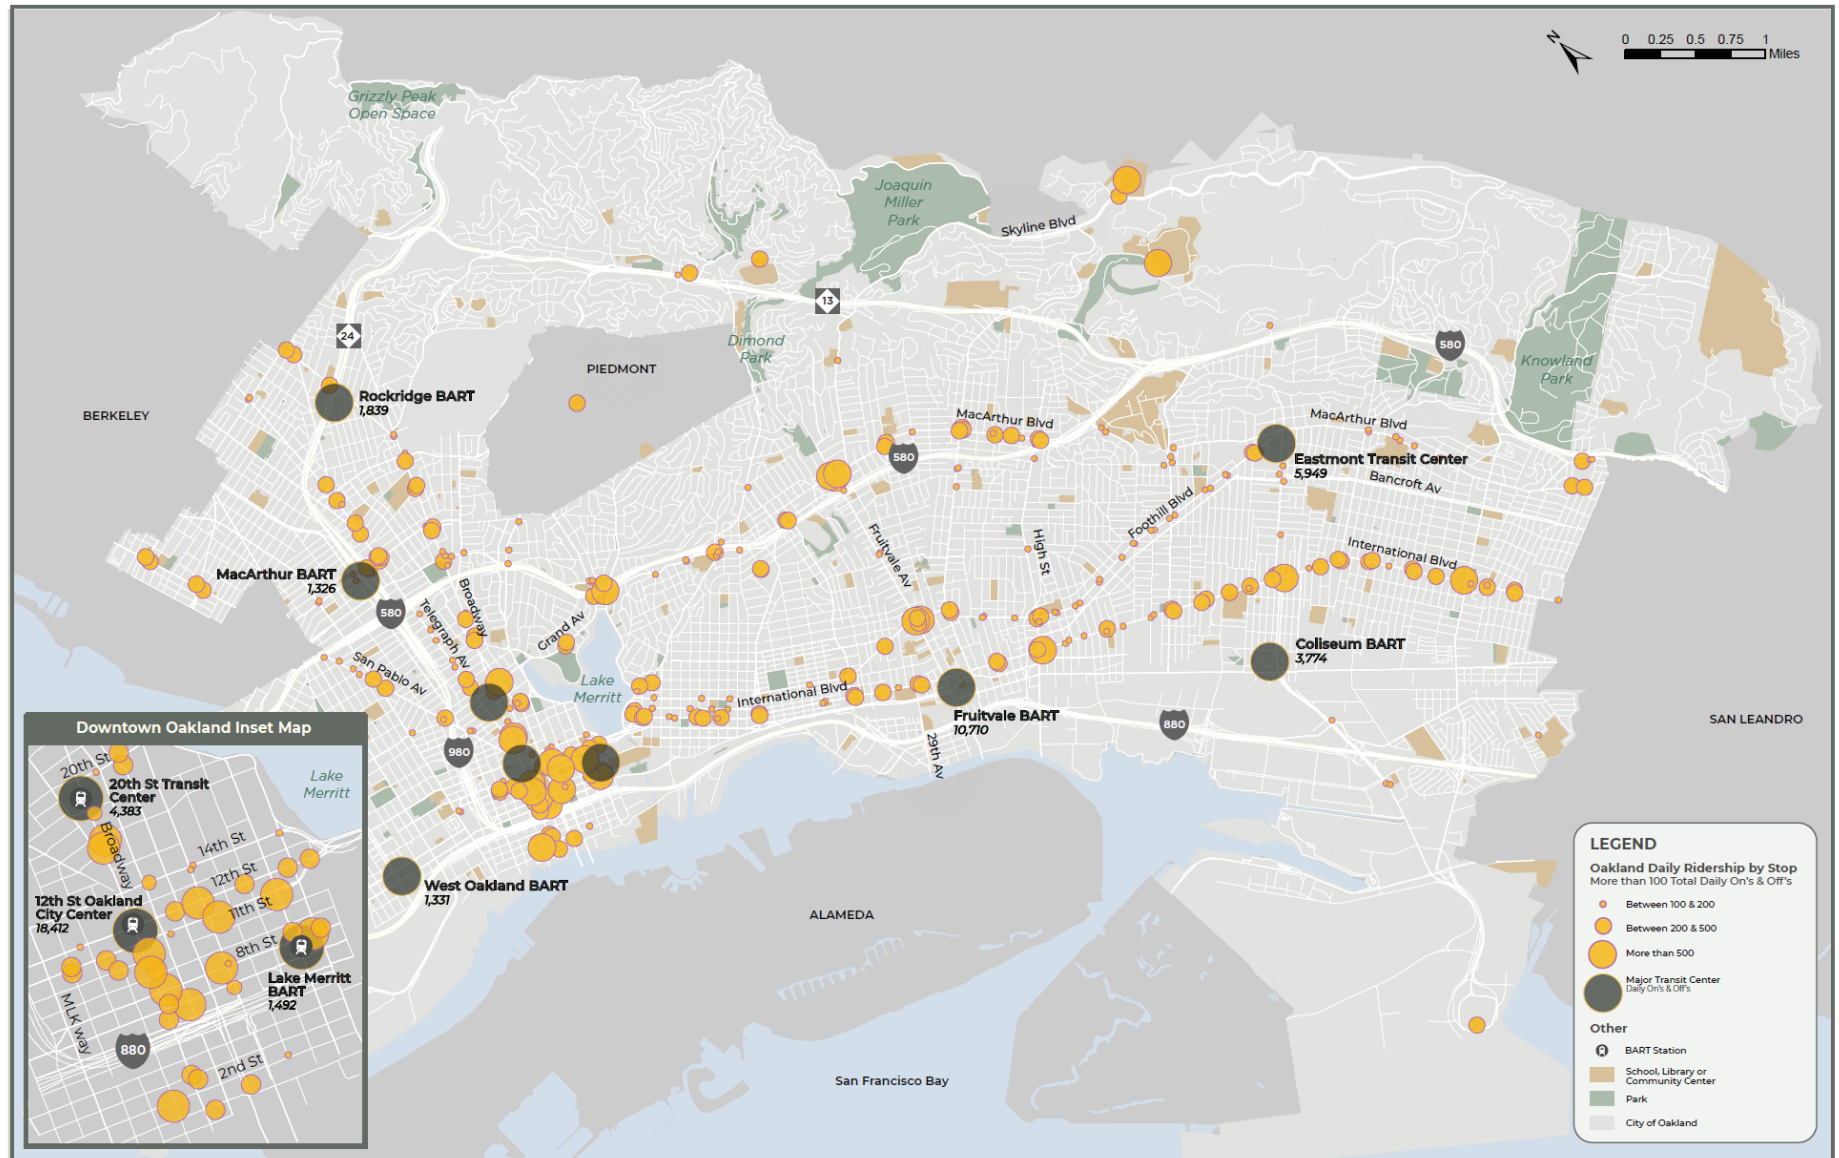 N
0 0.25 0.5 0.75 1
Miles
Grizzly Peak
Open Space
Joaquin
Miller
Park
Skyline Blvd
13
24
Dimond
Park
580
Knowland
Park
PIEDMONT
BERKELEY
Rockridge BART
1,839
MacArthur Blvd
MacArthur Blvd
580
Eastmont Transit Center
5,949
Bancroft Av
Foothill Blvd
Fruitvale Av
High St
International Blvd
MacArthur BART
1,326
580
Telegraph Av
Broadway
Grand Av
San Pablo Av
Lake
Merritt
International Blvd
Coliseum BART
3,774
Fruitvale BART
10,710
29th Av
880
SAN LEANDRO
980
West Oakland BART
1,331
ALAMEDA
San Francisco Bay
Downtown Oakland Inset Map
20th St
Lake
Merritt
20th St Transit
Center
4,383
Broadway
14th St
12th St
11th St
12th St Oakland
City Center
18,412
8th St
Lake Merritt
BART
1,492
MLK way
880
2nd St
LEGEND
Oakland Daily Ridership by Stop
More than 100 Total Daily On's & Off's
Between 100 & 200
Between 200 & 500
More than 500
Major Transit Center
Daily On's & Off's
Other
BART Station
School, Library or
Community Center
Park
City of Oakland